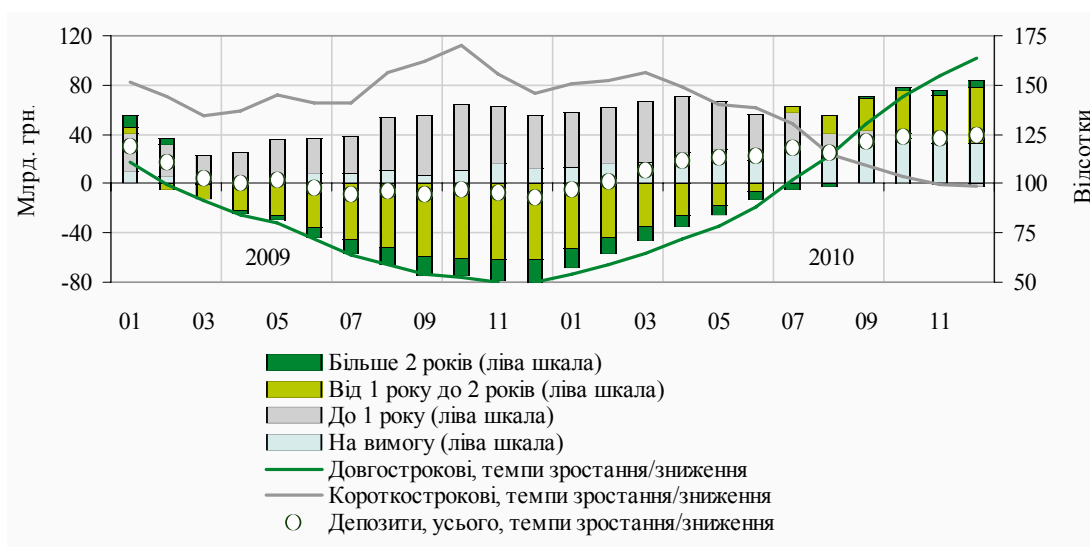 Млрд. грн.
120
80
40
0
-40
-80
175
150
125
100
75
50
Відсотки
2009
2010
01 03 05 07 09 11 01 03 05 07 09 11
Більше 2 років (ліва шкала)
Від 1 року до 2 років (ліва шкала)
До 1 року (ліва шкала)
На вимогу (ліва шкала)
Довгострокові, темпи зростання/зниження
Короткострокові, темпи зростання/зниження
Депозити, усього, темпи зростання/зниження